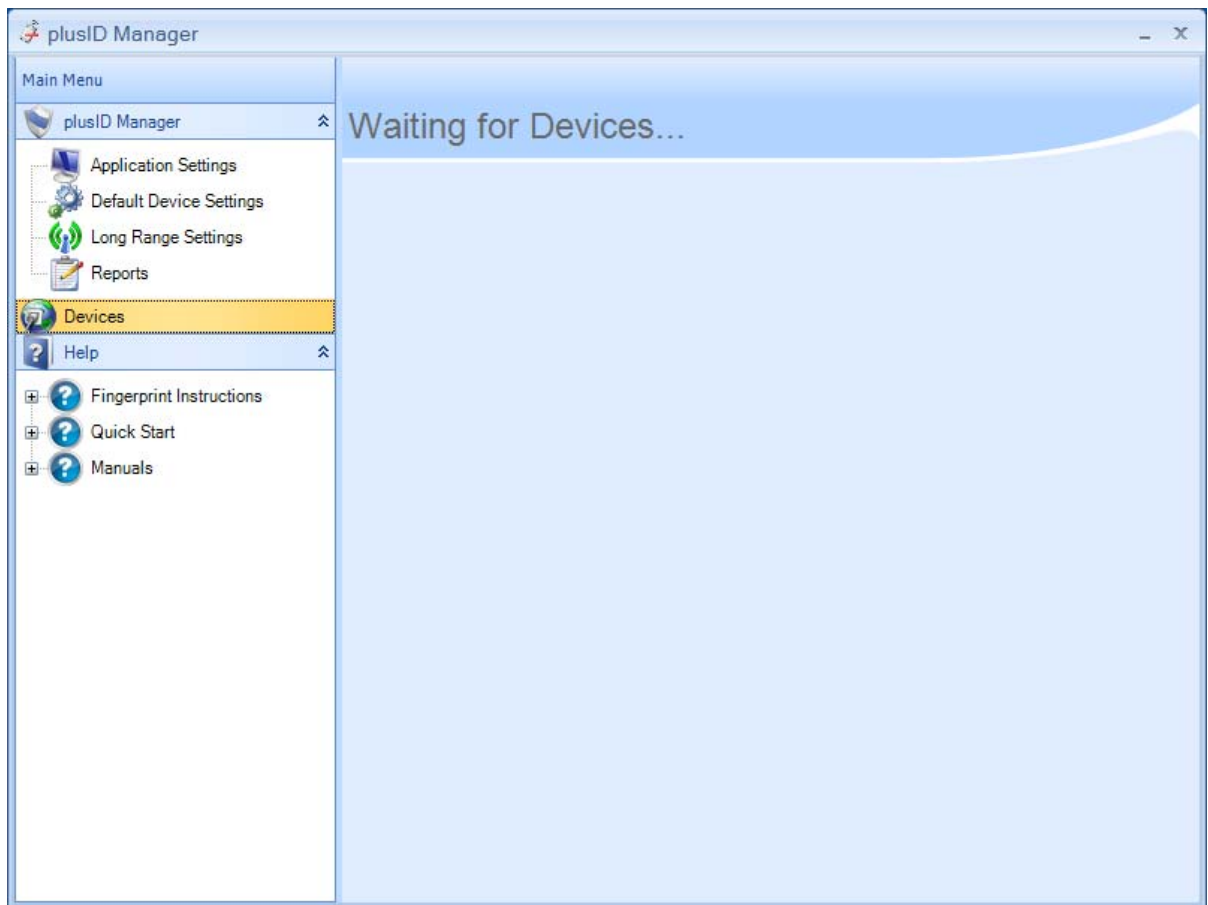 plusID Manager
Main Menu
plusID Manager
Application Settings
Default Device Settings
Long Range Settings
Reports
Devices
Help
Fingerprint Instructions
Quick Start
Manuals
Waiting for Devices...